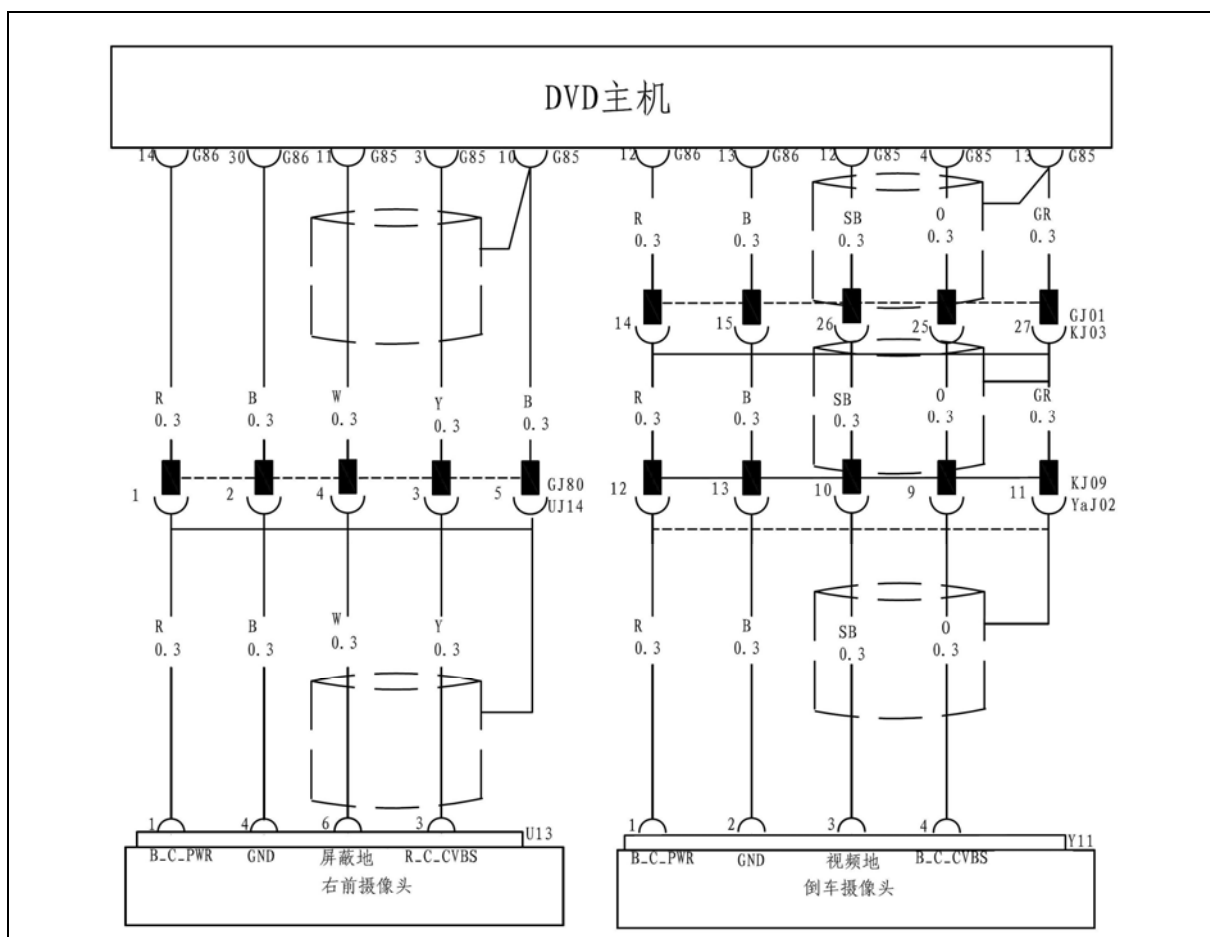 DVD主机
14 G86 30 G86 11 G85 3 G85 10 G85 12 G86 13 G86 12 G85 4 G85 13 G85
R B SB O GR
0.3 0.3 0.3 0.3 0.3
14 15 26 25 27 GJ01
KJ03
R B W Y B R B SB O GR
0.3 0.3 0.3 0.3 0.3 0.3 0.3 0.3 0.3 0.3
1 2 4 3 5 GJ80 12 13 10 9 11 KJ09
UJ14 YaJ02
R B W Y R B SB O
0.3 0.3 0.3 0.3 0.3 0.3 0.3 0.3
1 4 6 3 U13 1 2 3 4 Y11
B_C_PWR GND 屏蔽地 R_C_CVBS B_C_PWR GND 视频地 B_C_CVBS
右前摄像头 倒车摄像头